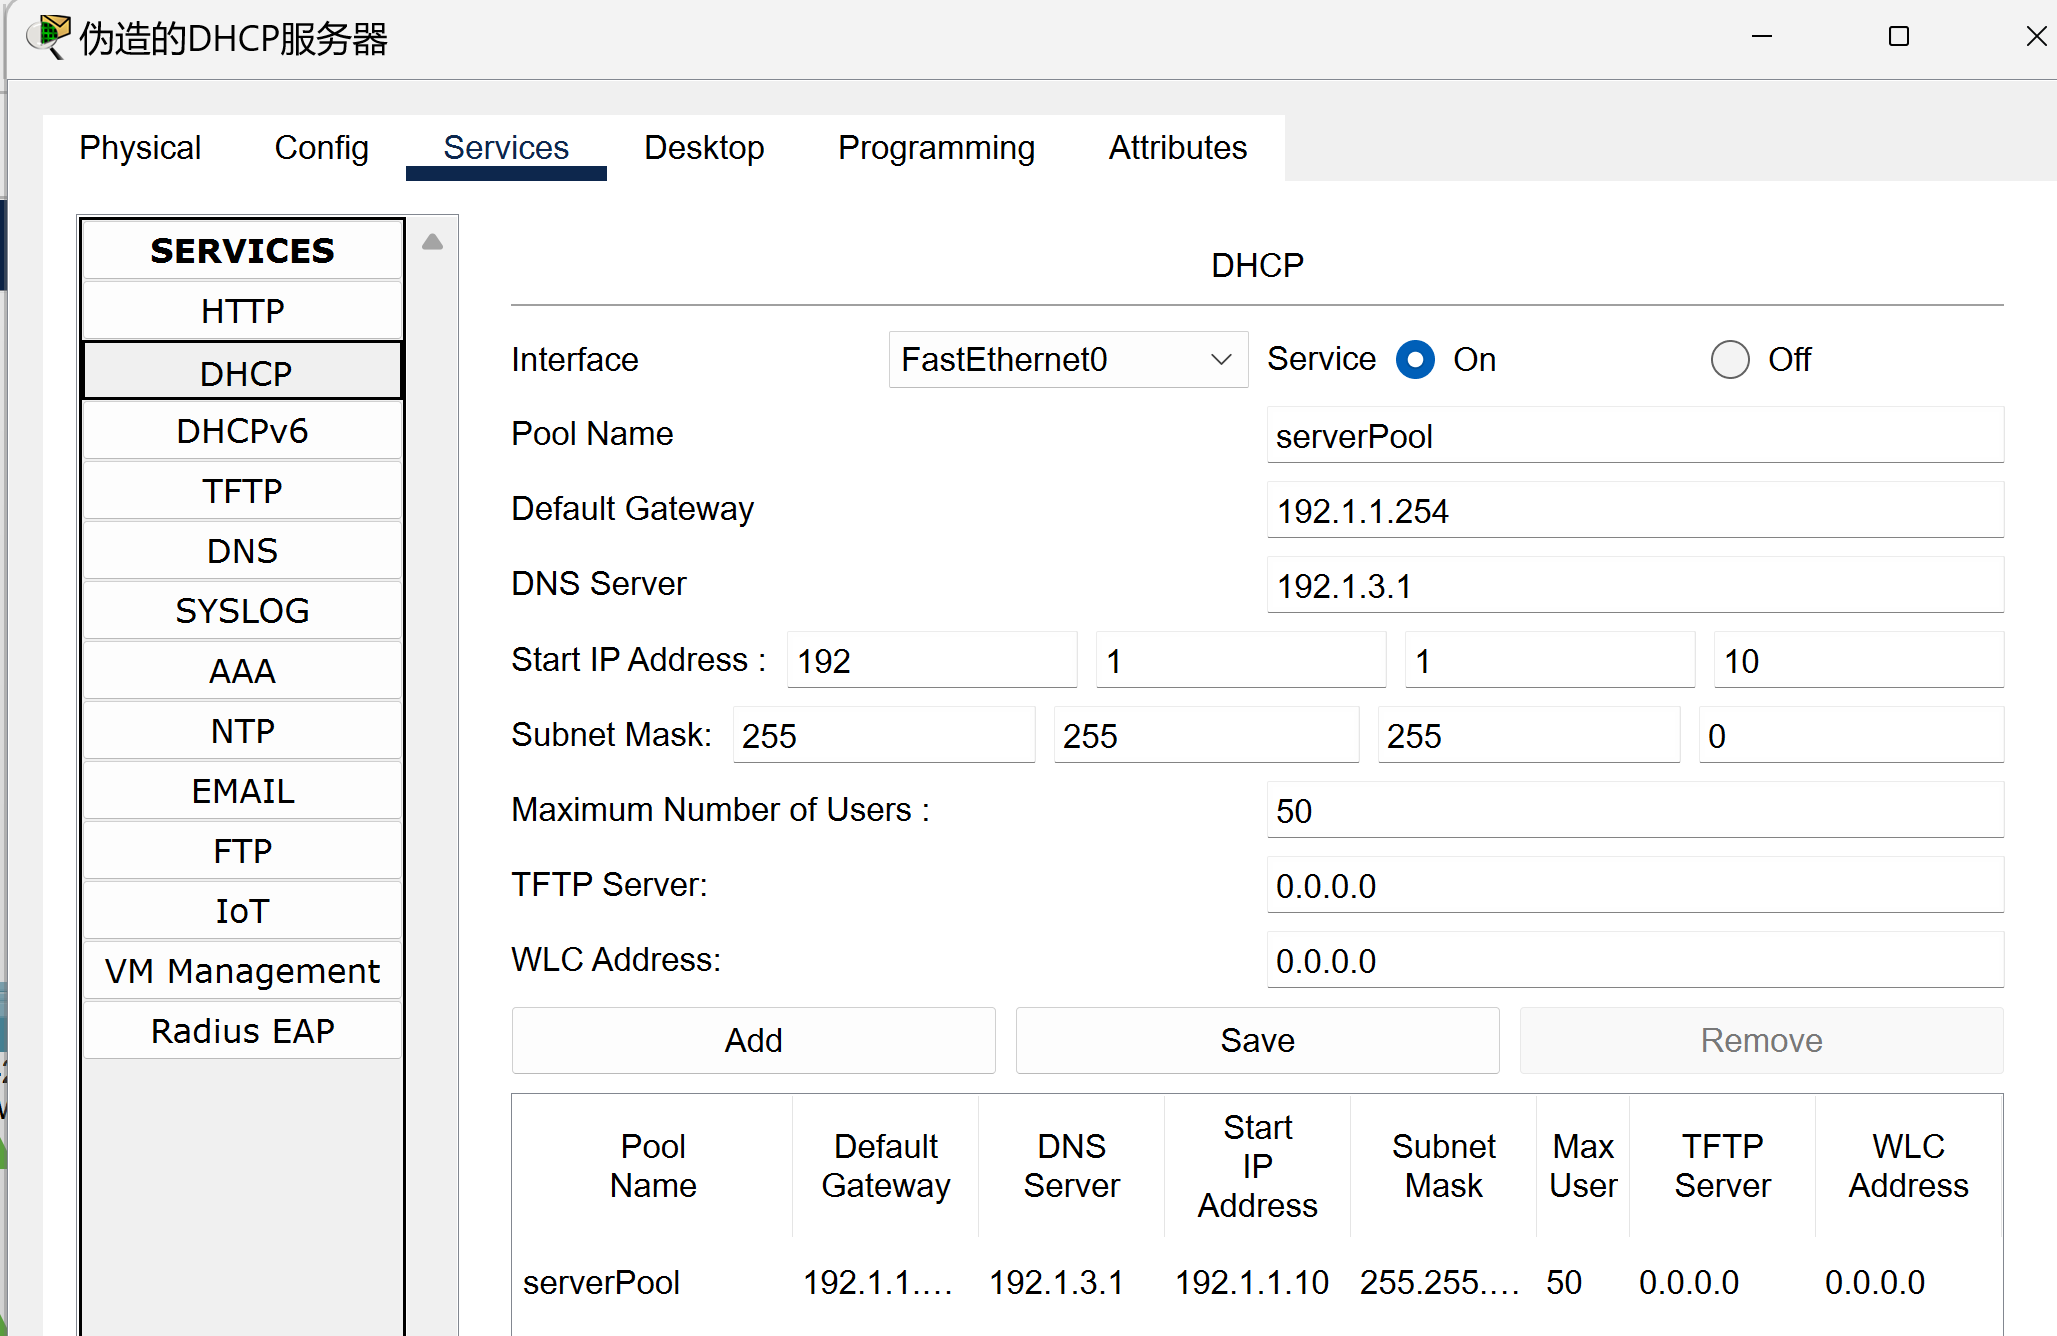 伪造的DHCP服务器
Physical Config Services Desktop Programming Attributes
SERVICES
HTTP
DHCP
DHCPv6
TFTP
DNS
SYSLOG
AAA
NTP
EMAIL
FTP
IoT
VM Management
Radius EAP
DHCP
Interface FastEthernet0 Service On Off
Pool Name serverPool
Default Gateway 192.1.1.254
DNS Server 192.1.3.1
Start IP Address : 192 1 1 10
Subnet Mask: 255 255 255 0
Maximum Number of Users : 50
TFTP Server: 0.0.0.0
WLC Address: 0.0.0.0
Add Save Remove
Pool Name Default Gateway DNS Server Start IP Address Subnet Mask Max User TFTP Server WLC Address
serverPool 192.1.1.... 192.1.3.1 192.1.1.10 255.255.... 50 0.0.0.0 0.0.0.0